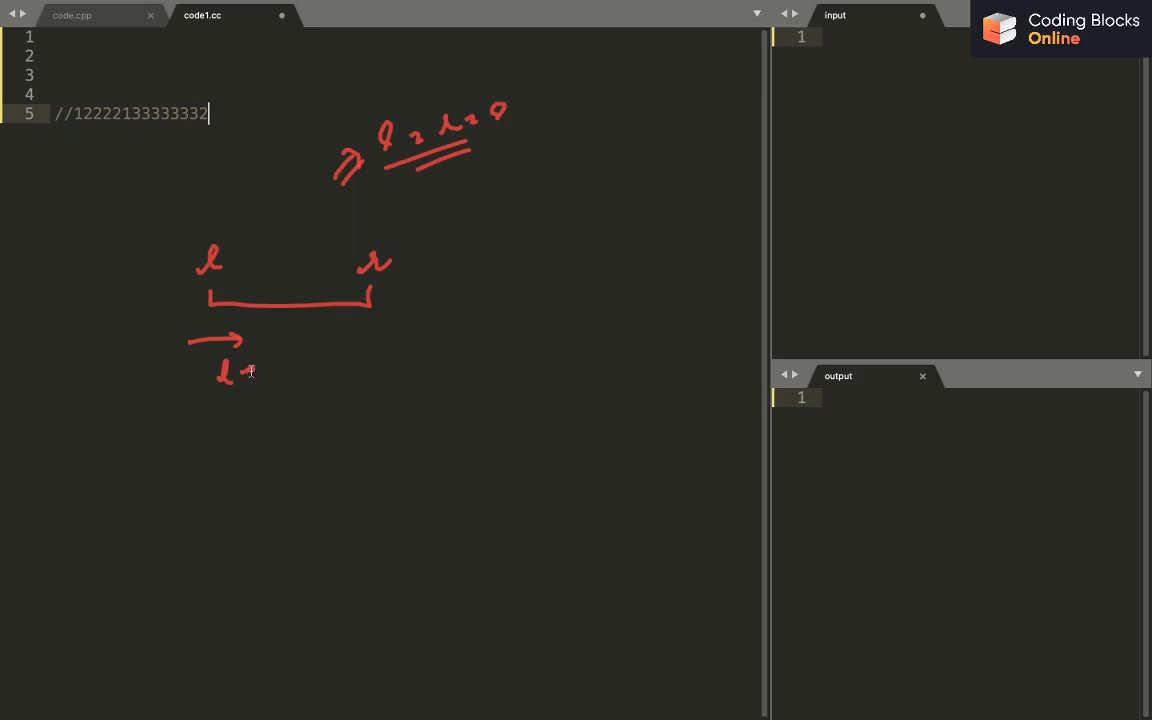 code.cpp
code1.cc
input
Coding Blocks
Online
1
2
3
4
5 //12222133333332
1
l = r = 0
l
r
l
output
1